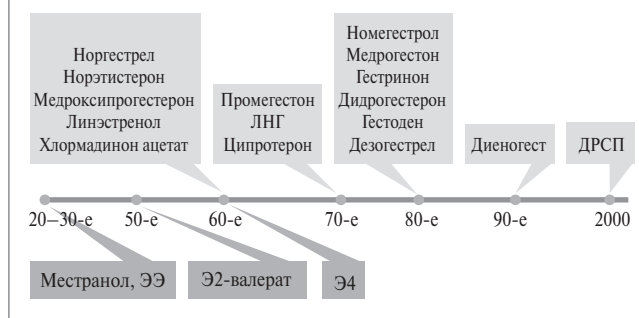 Норгестрел
Норэтистерон
Медроксипрогестерон
Линэстренол
Хлормадинон ацетат
Промегестон
ЛНГ
Ципротерон
Номегестрол
Медрогестон
Гестринон
Дидрогестерон
Гестоден
Дезогестрел
Диеногест
ДРСП
20–30-е
50-е
60-е
70-е
80-е
90-е
2000
Местранол, ЭЭ
Э2-валерат
Э4